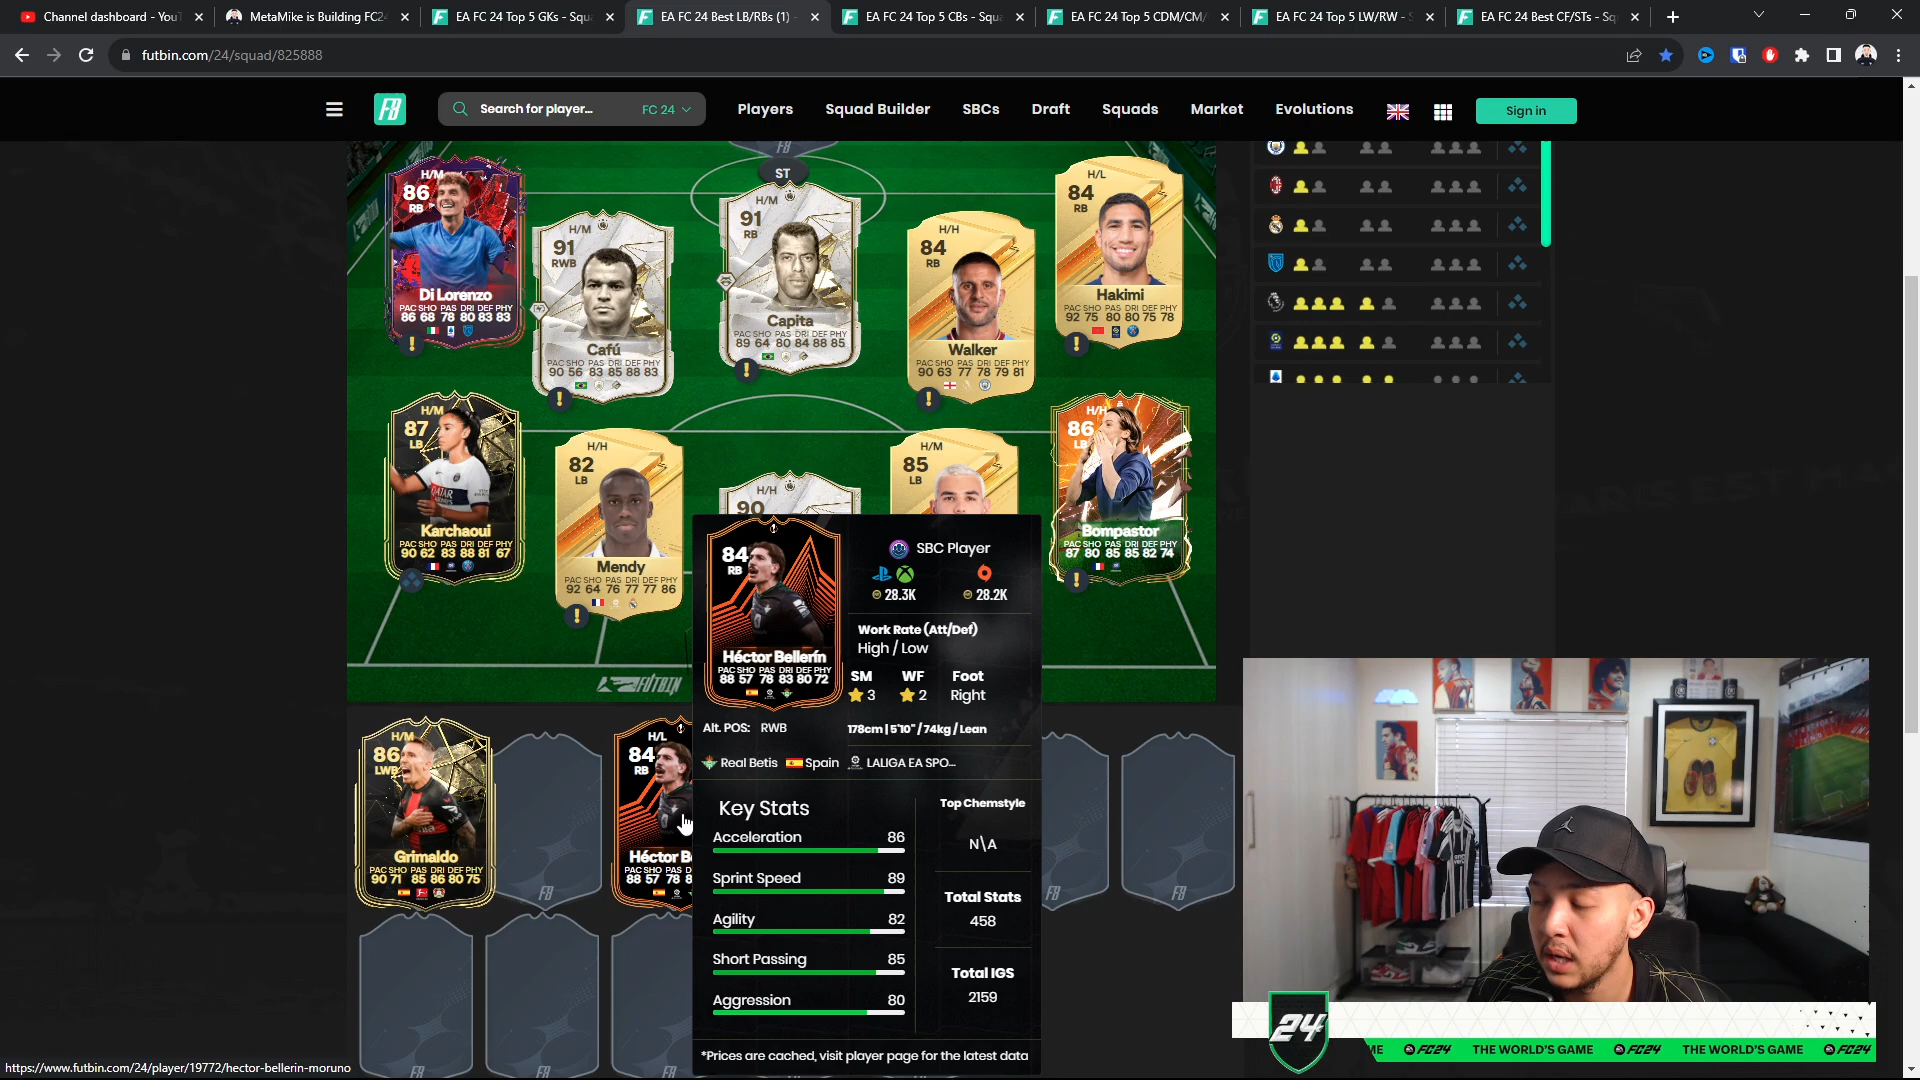 Channel dashboard - YouT
MetaMike is Building FC24
EA FC 24 Top 5 GKs - Squa
EA FC 24 Best LB/RBs (1) -
EA FC 24 Top 5 CBs - Squa
EA FC 24 Top 5 CDM/CM/
EA FC 24 Top 5 LW/RW - S
EA FC 24 Best CF/STs - Sq
futbin.com/24/squad/825888
Search for player...
FC 24
Players
Squad Builder
SBCs
Draft
Squads
Market
Evolutions
Sign in
ST
H/M
86
RB
Di Lorenzo
PAC SHO PAS DRI DEF PHY
86 68 78 80 83 83
H/M
91
RWB
Cafú
PAC SHO PAS DRI DEF PHY
90 56 83 85 88 83
H/M
91
RB
Capita
PAC SHO PAS DRI DEF PHY
89 64 80 84 88 85
H/H
84
RB
Walker
PAC SHO PAS DRI DEF PHY
90 63 77 78 79 81
H/L
84
RB
Hakimi
PAC SHO PAS DRI DEF PHY
92 75 80 80 75 78
H/M
87
LB
Karchaoui
PAC SHO PAS DRI DEF PHY
90 62 83 88 81 67
H/H
82
LB
Mendy
PAC SHO PAS DRI DEF PHY
92 64 76 77 77 86
H/H
90
H/M
85
LB
H/H
86
LB
Bompastor
PAC SHO PAS DRI DEF PHY
87 80 85 85 82 74
FUTBIN
84
RB
Héctor Bellerín
PAC SHO PAS DRI DEF PHY
88 57 78 83 80 72
SBC Player
28.3K
28.2K
Work Rate (Att/Def)
High / Low
SM WF Foot
3 2 Right
Alt. POS: RWB
178cm | 5'10" / 74kg / Lean
Real Betis Spain LALIGA EA SPO...
Key Stats
Acceleration 86
Sprint Speed 89
Agility 82
Short Passing 85
Aggression 80
Top Chemstyle
N\A
Total Stats
458
Total IGS
2159
*Prices are cached, visit player page for the latest data
H/M
86
LWB
Grimaldo
PAC SHO PAS DRI DEF PHY
90 71 85 86 80 75
H/L
84
RB
Héctor B
PAC SHO PAS
88 57 78 8
24
ME
FC24
THE WORLD'S GAME
FC24
THE WORLD'S GAME
FC24
https://www.futbin.com/24/player/19772/hector-bellerin-moruno